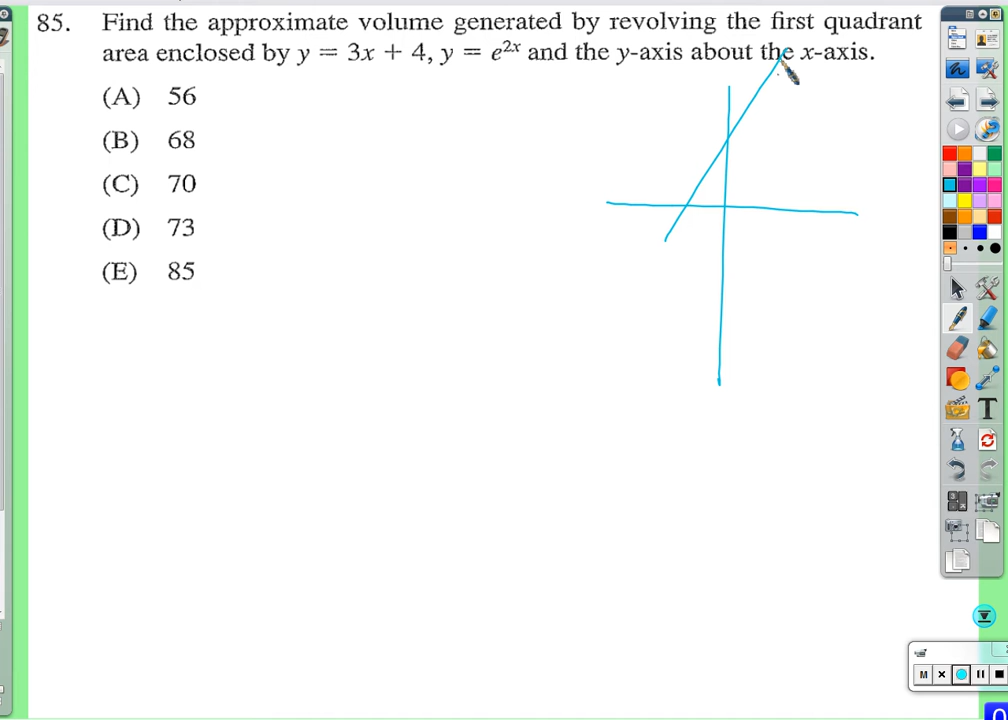 85. Find the approximate volume generated by revolving the first quadrant
area enclosed by y = 3x + 4, y = e²ˣ and the y-axis about the x-axis.
(A) 56
(B) 68
(C) 70
(D) 73
(E) 85
T
M